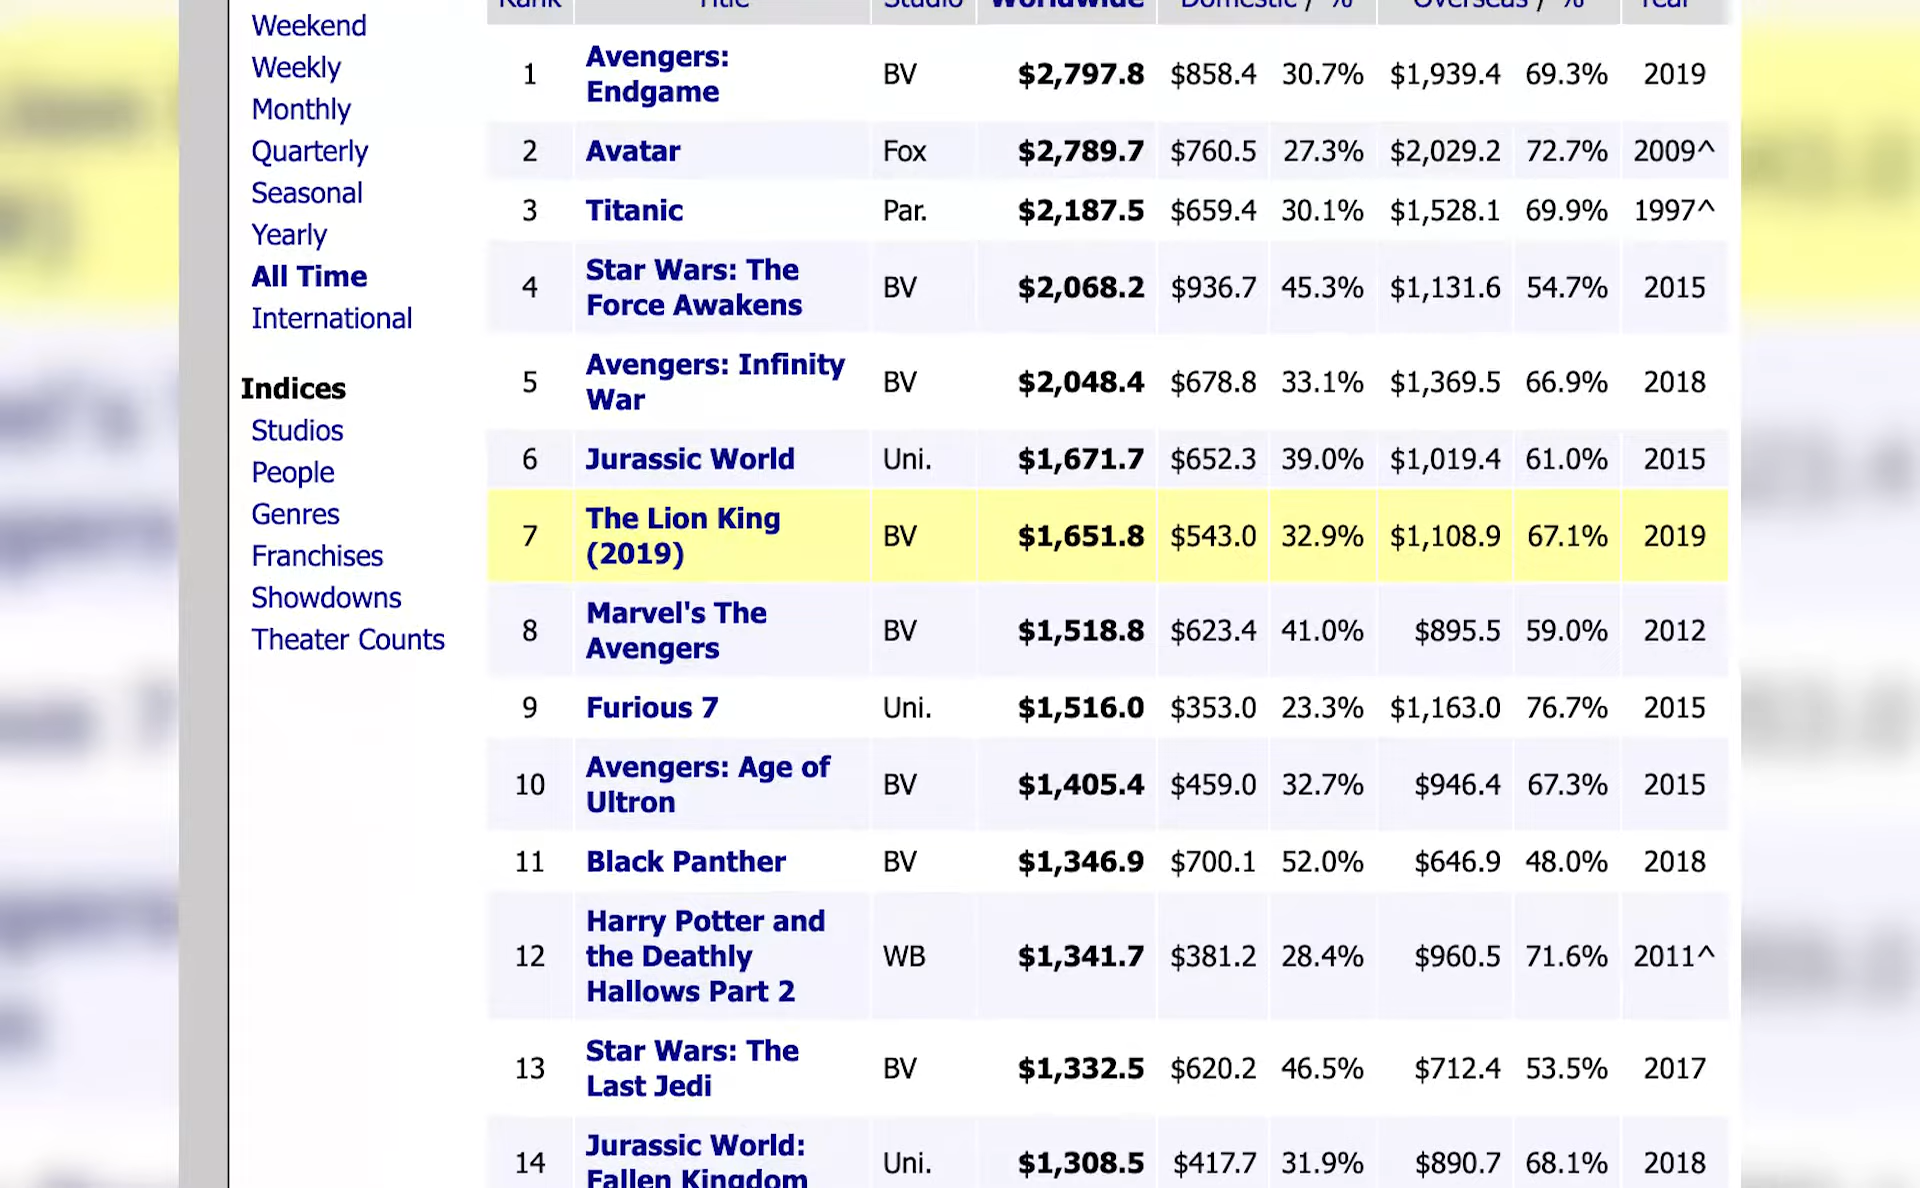 Weekend
Weekly
Monthly
Quarterly
Seasonal
Yearly
All Time
International
Indices
Studios
People
Genres
Franchises
Showdowns
Theater Counts
Rank Title Studio Worldwide Domestic / % Overseas / % Year
1 Avengers: Endgame BV $2,797.8 $858.4 30.7% $1,939.4 69.3% 2019
2 Avatar Fox $2,789.7 $760.5 27.3% $2,029.2 72.7% 2009^
3 Titanic Par. $2,187.5 $659.4 30.1% $1,528.1 69.9% 1997^
4 Star Wars: The Force Awakens BV $2,068.2 $936.7 45.3% $1,131.6 54.7% 2015
5 Avengers: Infinity War BV $2,048.4 $678.8 33.1% $1,369.5 66.9% 2018
6 Jurassic World Uni. $1,671.7 $652.3 39.0% $1,019.4 61.0% 2015
7 The Lion King (2019) BV $1,651.8 $543.0 32.9% $1,108.9 67.1% 2019
8 Marvel's The Avengers BV $1,518.8 $623.4 41.0% $895.5 59.0% 2012
9 Furious 7 Uni. $1,516.0 $353.0 23.3% $1,163.0 76.7% 2015
10 Avengers: Age of Ultron BV $1,405.4 $459.0 32.7% $946.4 67.3% 2015
11 Black Panther BV $1,346.9 $700.1 52.0% $646.9 48.0% 2018
12 Harry Potter and the Deathly Hallows Part 2 WB $1,341.7 $381.2 28.4% $960.5 71.6% 2011^
13 Star Wars: The Last Jedi BV $1,332.5 $620.2 46.5% $712.4 53.5% 2017
14 Jurassic World: Fallen Kingdom Uni. $1,308.5 $417.7 31.9% $890.7 68.1% 2018